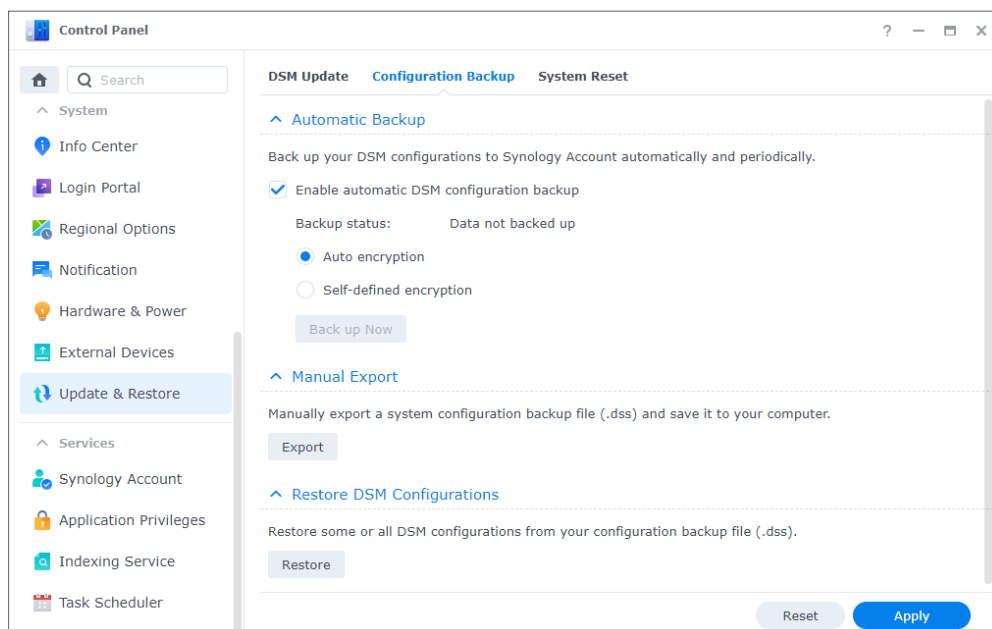 Control Panel
?
Search
System
Info Center
Login Portal
Regional Options
Notification
Hardware & Power
External Devices
Update & Restore
Services
Synology Account
Application Privileges
Indexing Service
Task Scheduler
DSM Update Configuration Backup System Reset
Automatic Backup
Back up your DSM configurations to Synology Account automatically and periodically.
Enable automatic DSM configuration backup
Backup status: Data not backed up
Auto encryption
Self-defined encryption
Back up Now
Manual Export
Manually export a system configuration backup file (.dss) and save it to your computer.
Export
Restore DSM Configurations
Restore some or all DSM configurations from your configuration backup file (.dss).
Restore
Reset Apply